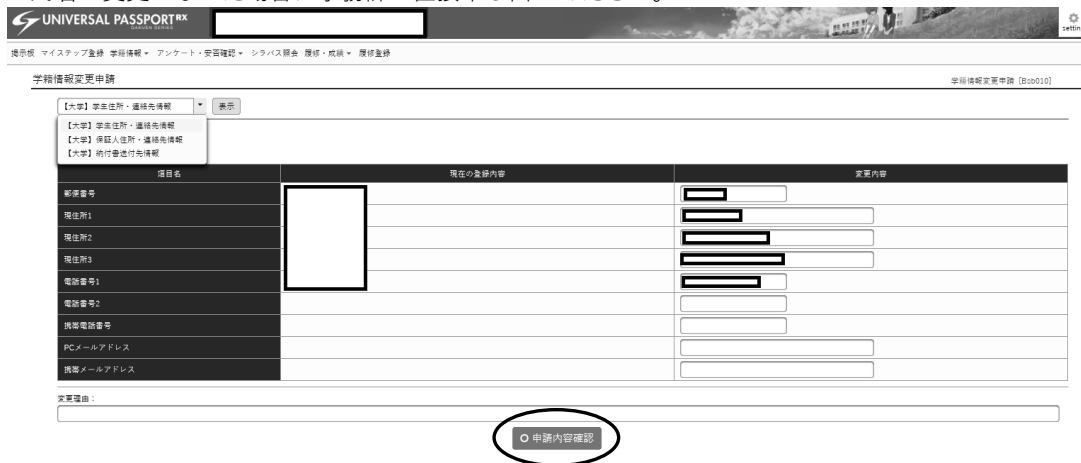 UNIVERSAL PASSPORT RX
GAKUEN SERIES
settin
掲示板 マイステップ登録 学籍情報 アンケート・安否確認 シラバス照会 履修・成績 履修登録
学籍情報変更申請
学籍情報変更申請 [Bsb010]
【大学】学生住所・連絡先情報 表示
【大学】学生住所・連絡先情報
【大学】保証人住所・連絡先情報
【大学】納付書送付先情報
項目名 現在の登録内容 変更内容
郵便番号
現住所1
現住所2
現住所3
電話番号1
電話番号2
携帯電話番号
PCメールアドレス
携帯メールアドレス
変更理由：
申請内容確認